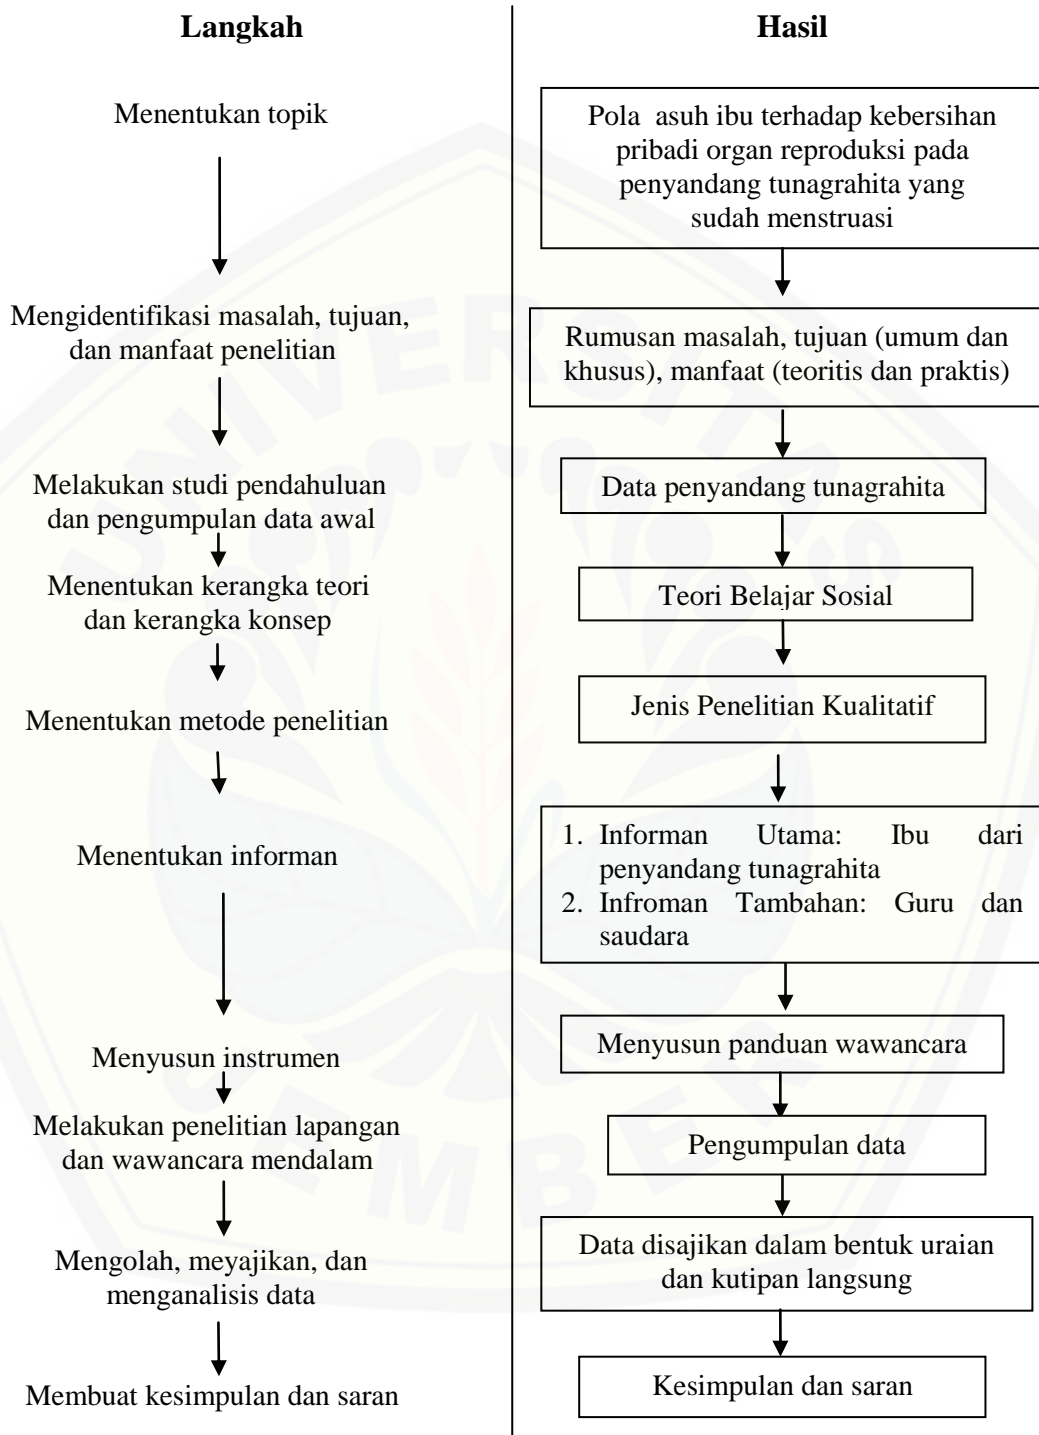 Langkah
Hasil
Menentukan topik
Pola asuh ibu terhadap kebersihan
pribadi organ reproduksi pada
penyandang tunagrahita yang
sudah menstruasi
Mengidentifikasi masalah, tujuan,
dan manfaat penelitian
Rumusan masalah, tujuan (umum dan
khusus), manfaat (teoritis dan praktis)
Melakukan studi pendahuluan
dan pengumpulan data awal
Data penyandang tunagrahita
Menentukan kerangka teori
dan kerangka konsep
Teori Belajar Sosial
Menentukan metode penelitian
Jenis Penelitian Kualitatif
Menentukan informan
1. Informan Utama: Ibu dari
penyandang tunagrahita
2. Infroman Tambahan: Guru dan
saudara
Menyusun instrumen
Menyusun panduan wawancara
Melakukan penelitian lapangan
dan wawancara mendalam
Pengumpulan data
Mengolah, meyajikan, dan
menganalisis data
Data disajikan dalam bentuk uraian
dan kutipan langsung
Membuat kesimpulan dan saran
Kesimpulan dan saran
UNIVERSITAS
JEMBER